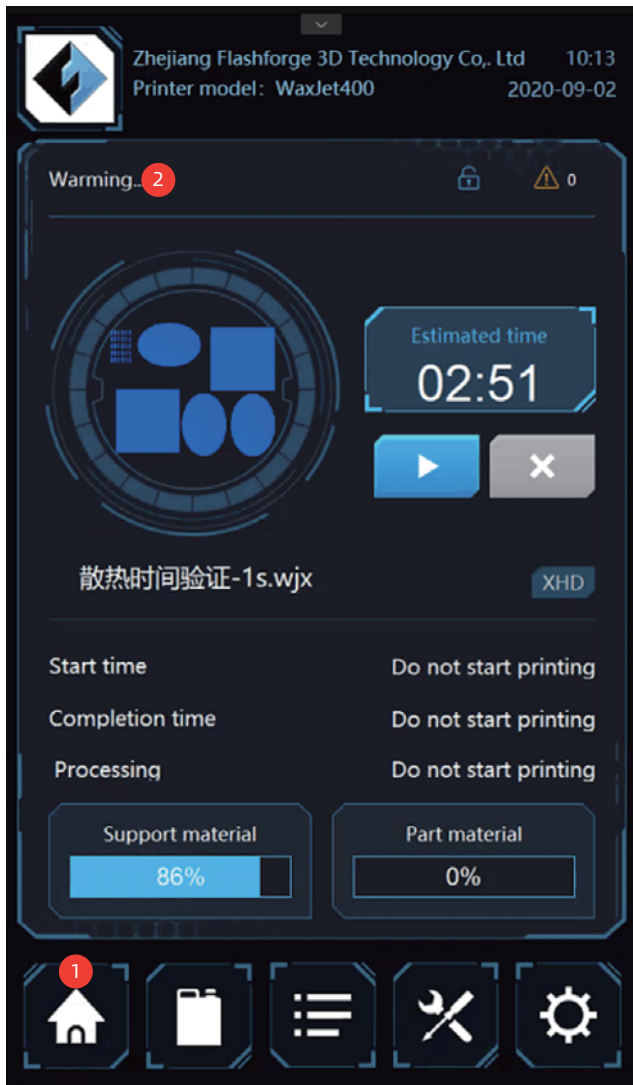 Zhejiang Flashforge 3D Technology Co,. Ltd 10:13
Printer model: WaxJet400 2020-09-02
Warming.. 2 0
Estimated time
02:51
散热时间验证-1s.wjx XHD
Start time Do not start printing
Completion time Do not start printing
Processing Do not start printing
Support material Part material
86% 0%
1